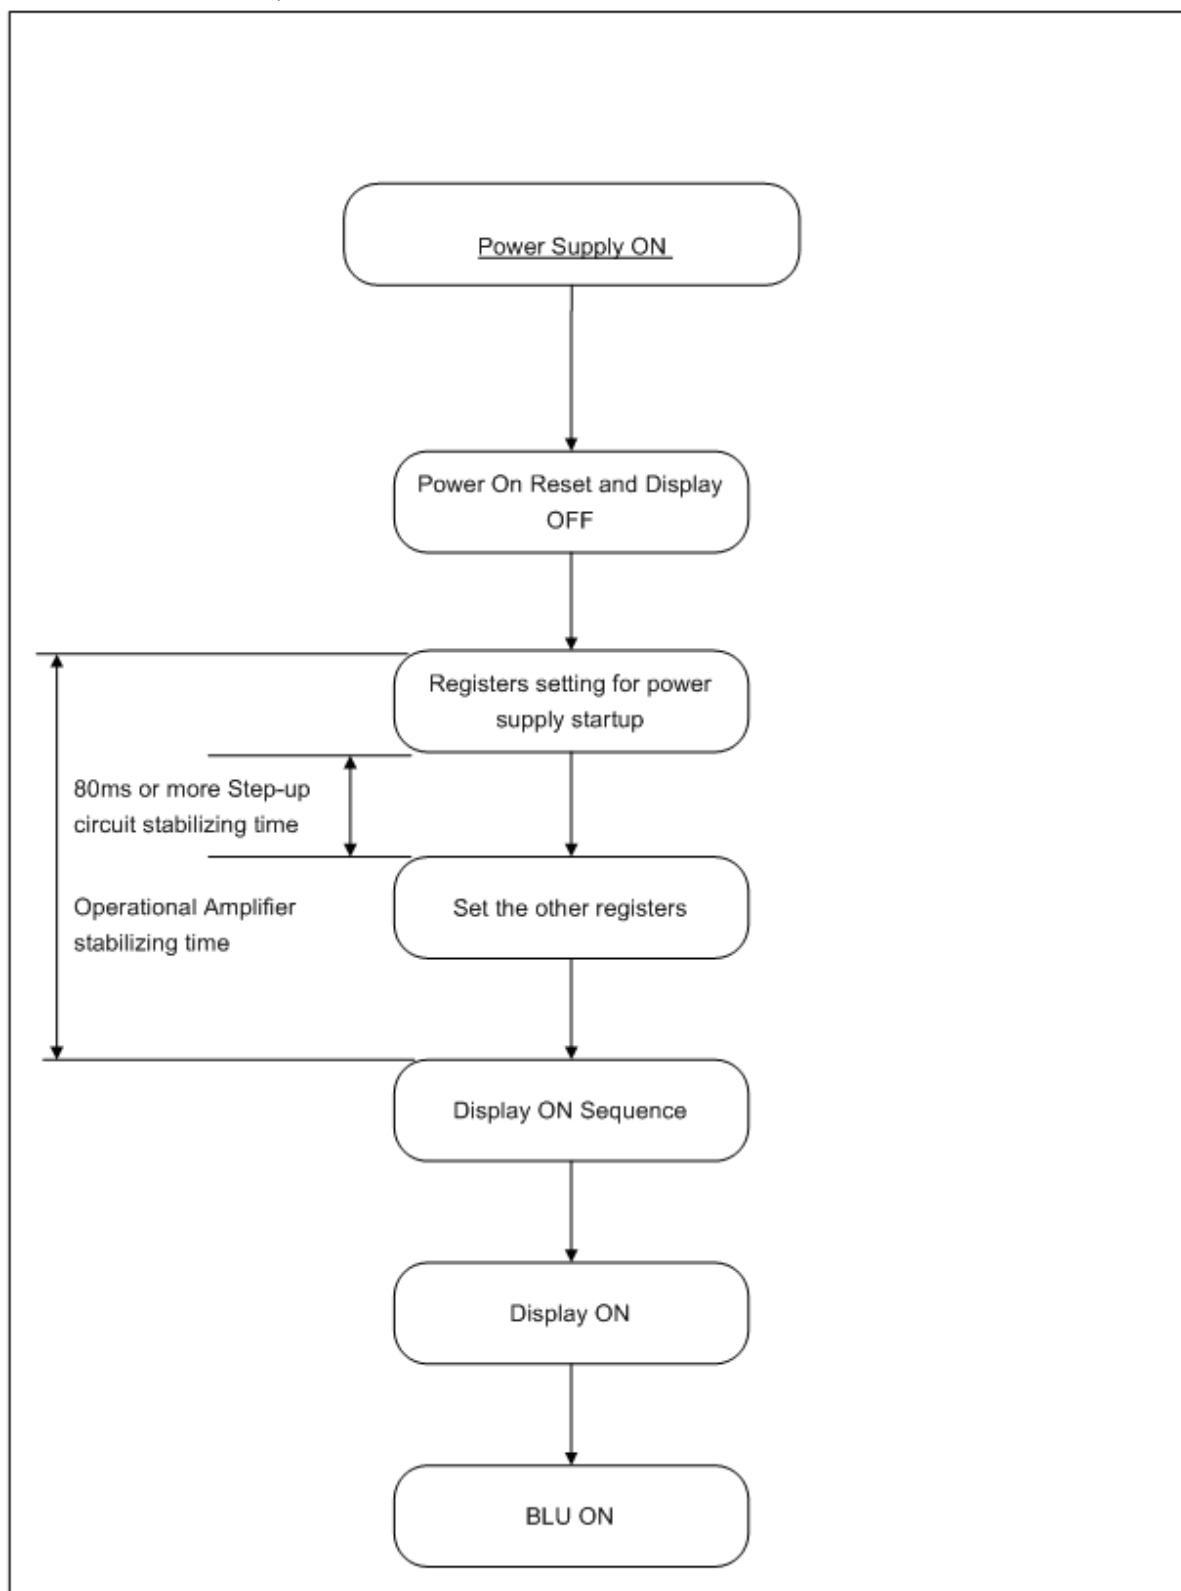 Power Supply ON
Power On Reset and Display
OFF
Registers setting for power
supply startup
80ms or more Step-up
circuit stabilizing time
Operational Amplifier
stabilizing time
Set the other registers
Display ON Sequence
Display ON
BLU ON